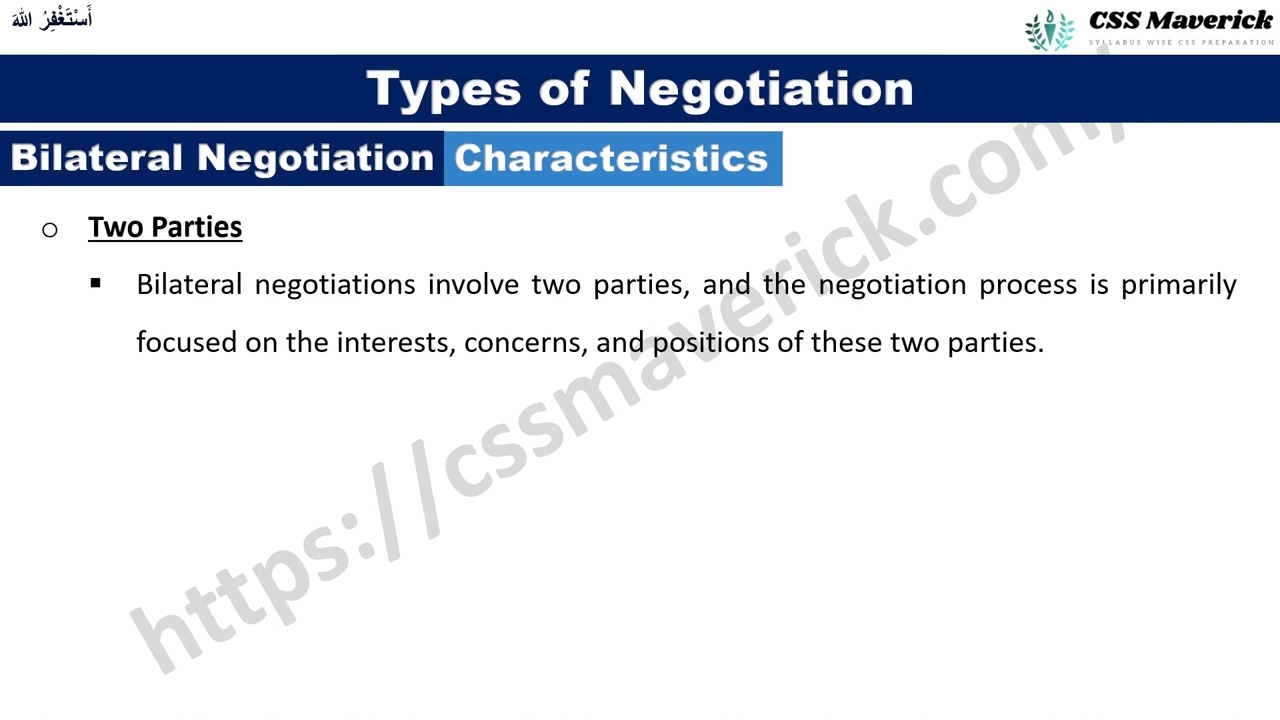 أَسْتَغْفِرُ اللهَ
CSS Maverick
SYLLABUS WISE CSS PREPARATION
Types of Negotiation
Bilateral Negotiation Characteristics
o Two Parties
▪ Bilateral negotiations involve two parties, and the negotiation process is primarily
focused on the interests, concerns, and positions of these two parties.
https://cssmaverick.com/